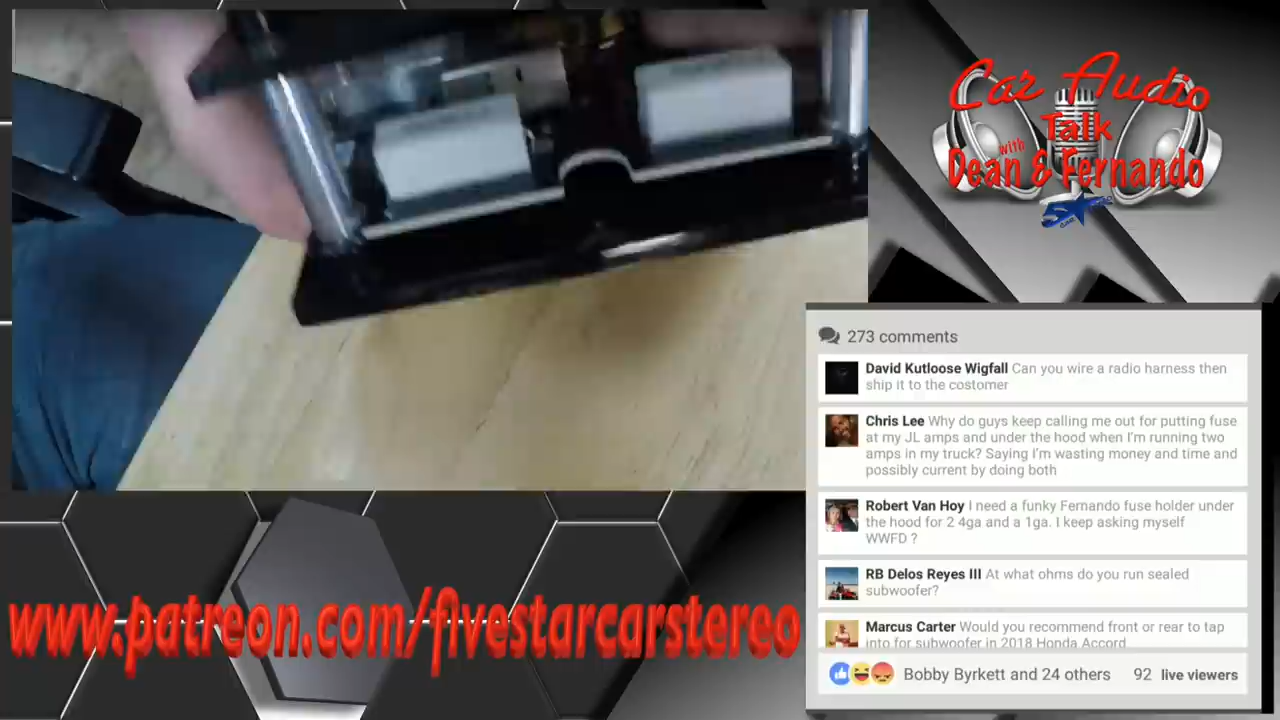 Car Audio
Talk
with
Dean & Fernando
5
273 comments
David Kutloose Wigfall Can you wire a radio harness then
ship it to the costomer
Chris Lee Why do guys keep calling me out for putting fuse
at my JL amps and under the hood when I'm running two
amps in my truck? Saying I'm wasting money and time and
possibly current by doing both
Robert Van Hoy I need a funky Fernando fuse holder under
the hood for 2 4ga and a 1ga. I keep asking myself
WWFD ?
RB Delos Reyes III At what ohms do you run sealed
subwoofer?
Marcus Carter Would you recommend front or rear to tap
into for subwoofer in 2018 Honda Accord
Bobby Byrkett and 24 others 92 live viewers
www.patreon.com/fivestarcarstereo